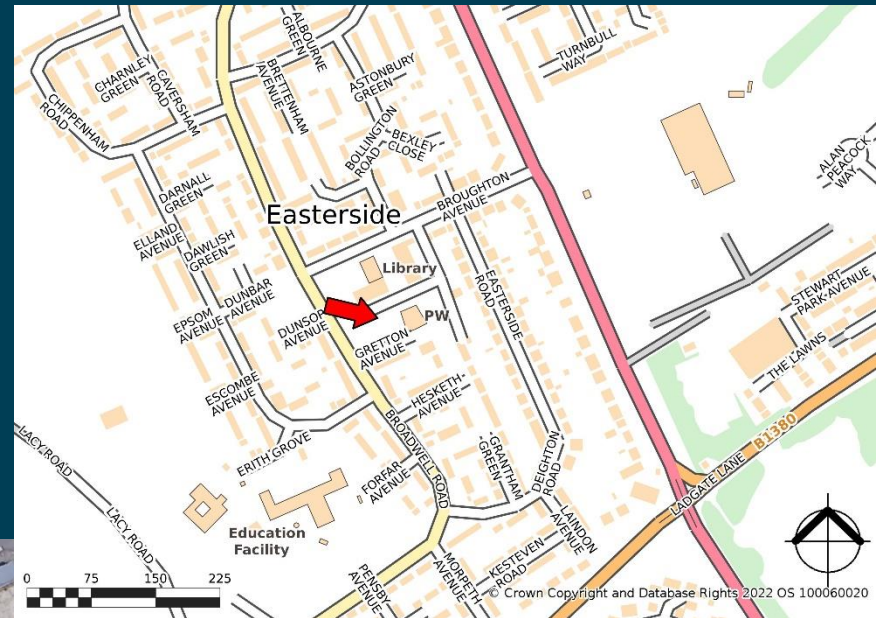 ALBOURNE
GREEN
TURNBULL
WAY
CHARNLEY
GREEN
CAVERSHAM
ROAD
BRETTENHAM
AVENUE
ASTONBURY
GREEN
CHIPPENHAM
ROAD
BOLLINGTON
ROAD
BEXLEY
CLOSE
ALAN
PEACOCK
WAY
DARNALL
GREEN
BROUGHTON
AVENUE
Easterside
ELLAND
AVENUE
DAWLISH
GREEN
Library
EASTERSIDE
ROAD
STEWART
PARK AVENUE
EPSOM
AVENUE
DUNBAR
AVENUE
DUNSOP
AVENUE
PW
GRETTON
AVENUE
THE LAWNS
ESCOMBE
AVENUE
HESKETH
AVENUE
B1380
LADGATE LANE
BROADWELL ROAD
LACY ROAD
ERITH GROVE
GRANTHAM
GREEN
DEIGHTON
ROAD
FORFAR
AVENUE
LACY ROAD
LAINDON
AVENUE
Education
Facility
KESTEVEN
ROAD
MORPETH
AVENUE
PENSBY
AVENUE
0 75 150 225
© Crown Copyright and Database Rights 2022 OS 100060020